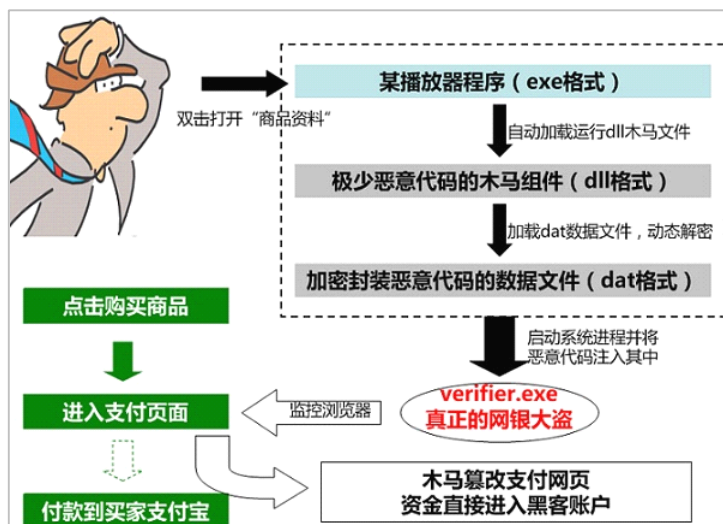 某播放器程序（exe格式）
双击打开“商品资料”
自动加载运行dll木马文件
极少恶意代码的木马组件（dll格式）
加载dat数据文件，动态解密
加密封装恶意代码的数据文件（dat格式）
启动系统进程并将
恶意代码注入其中
verifier.exe
真正的网银大盗
监控浏览器
点击购买商品
进入支付页面
付款到买家支付宝
木马篡改支付网页
资金直接进入黑客账户